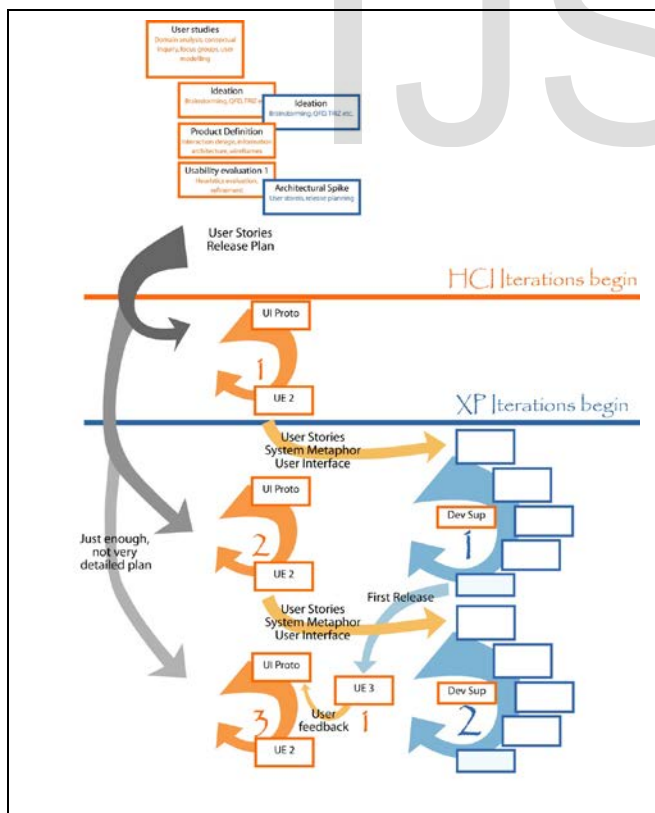 IJS
User studies
Domain analysis, contextual
inquiry, focus groups, user
modelling
Ideation
Brainstorming, QFD, TRIZ etc.
Ideation
Brainstorming, QFD, TRIZ etc.
Product Definition
Interaction design, information
architecture, wireframes
Usability evaluation 1
Heuristics evaluation,
refinement
Architectural Spike
User stories, release planning
User Stories
Release Plan
HCI Iterations begin
UI Proto
1
UE 2
XP Iterations begin
User Stories
System Metaphor
User Interface
UI Proto
2
UE 2
Dev Sup
1
Just enough,
not very
detailed plan
First Release
User Stories
System Metaphor
User Interface
UI Proto
3
UE 2
UE 3
1
User
feedback
Dev Sup
2